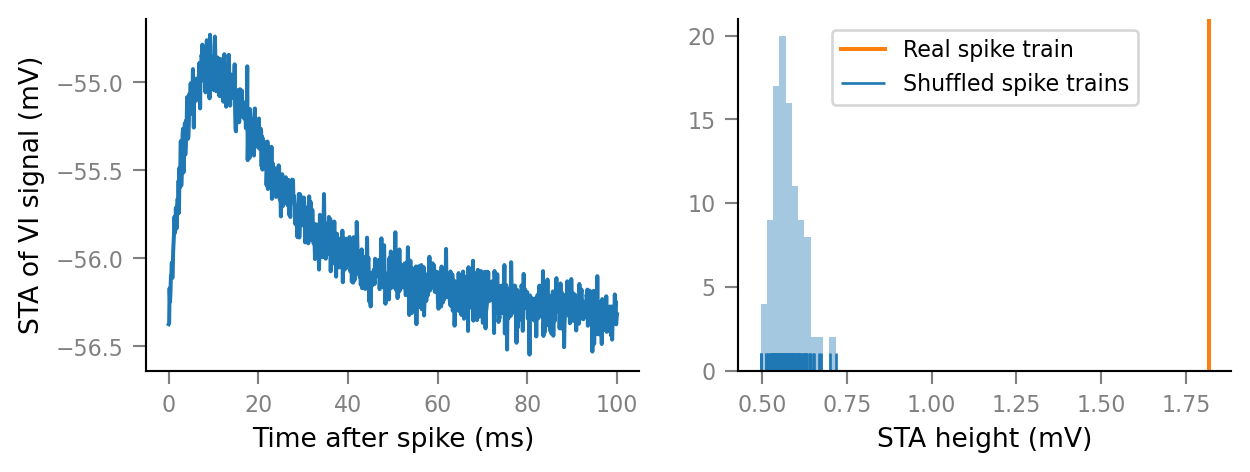 STA of VI signal (mV)
−55.0
−55.5
−56.0
−56.5
0 20 40 60 80 100
Time after spike (ms)
20
15
10
5
0
Real spike train
Shuffled spike trains
0.50 0.75 1.00 1.25 1.50 1.75
STA height (mV)